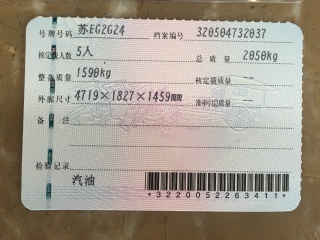 号牌号码 苏EG2G24 档案编号 320504732037
核定载人数 5人 总质量 2050kg
整备质量 1590kg 核定载质量 --
外廓尺寸 4719×1827×1459mm 准牵引总质量 --
备注
检验记录
汽油
*3220052263411*